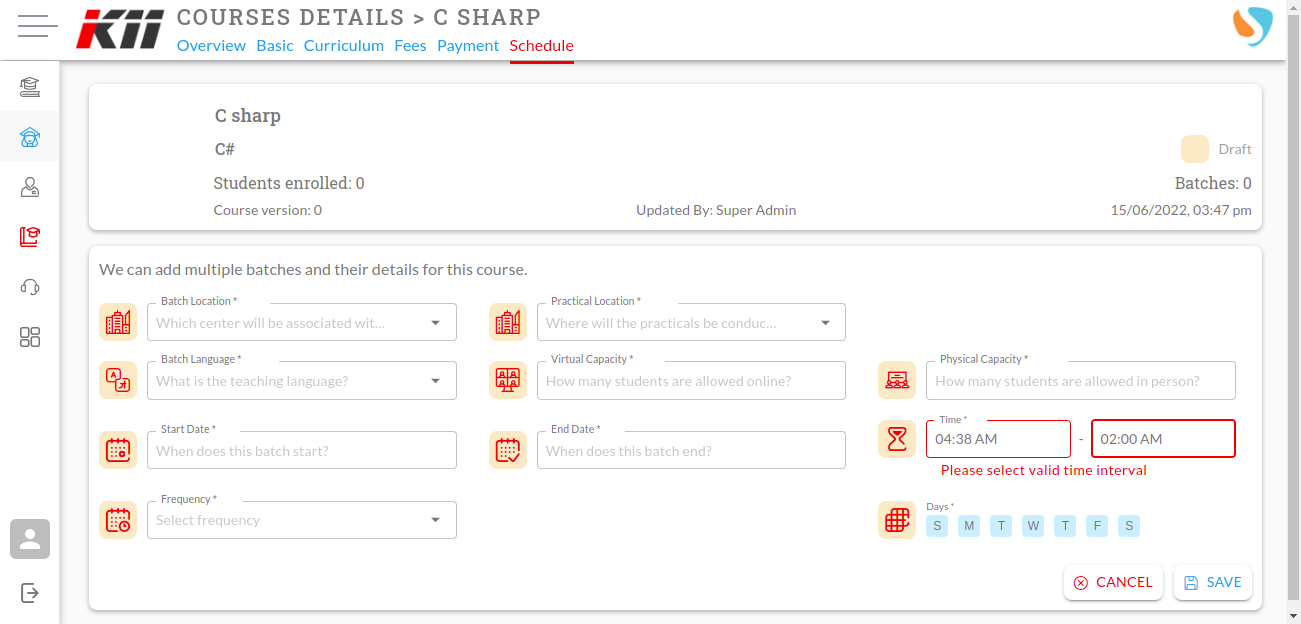 KII
COURSES DETAILS > C SHARP
Overview Basic Curriculum Fees Payment Schedule
C sharp
C#
Draft
Students enrolled: 0
Batches: 0
Course version: 0
Updated By: Super Admin
15/06/2022, 03:47 pm
We can add multiple batches and their details for this course.
Batch Location *
Which center will be associated wit...
Practical Location *
Where will the practicals be conduc...
Batch Language *
What is the teaching language?
Virtual Capacity *
How many students are allowed online?
Physical Capacity *
How many students are allowed in person?
Start Date *
When does this batch start?
End Date *
When does this batch end?
Time *
04:38 AM - 02:00 AM
Please select valid time interval
Frequency *
Select frequency
Days *
S M T W T F S
CANCEL SAVE